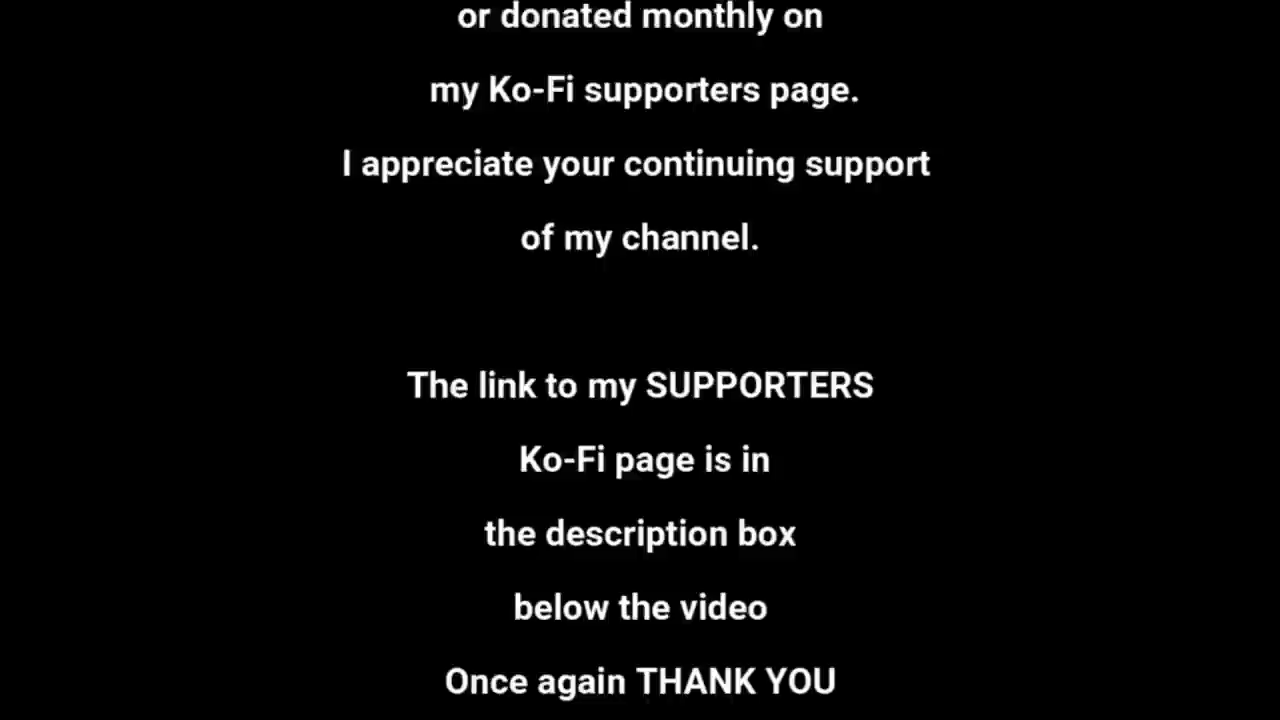 or donated monthly on
my Ko-Fi supporters page.
I appreciate your continuing support
of my channel.
The link to my SUPPORTERS
Ko-Fi page is in
the description box
below the video
Once again THANK YOU